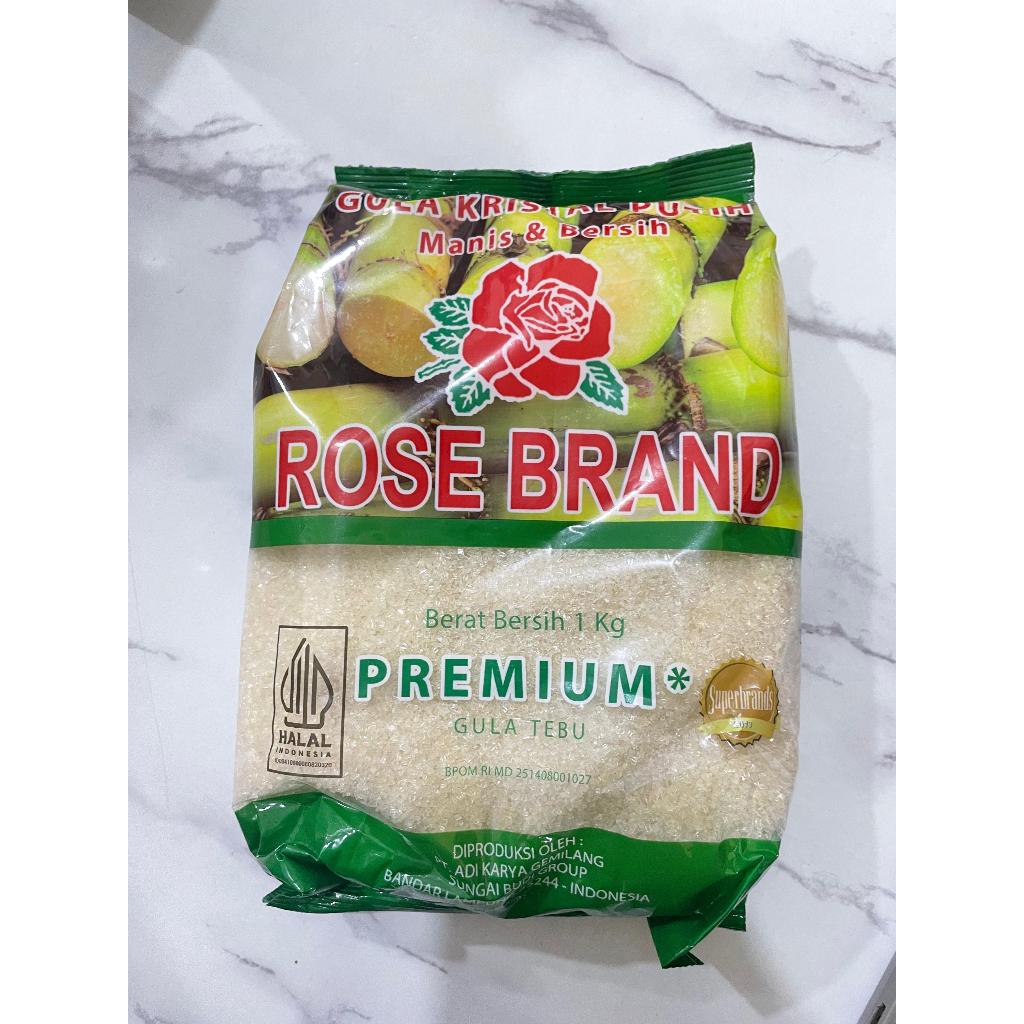 GULA KRISTAL PUTIH
Manis & Bersih
ROSE BRAND
Berat Bersih 1 Kg
PREMIUM*
GULA TEBU
HALAL
INDONESIA
Superbrands
BPOM RI MD 251408001027
DIPRODUKSI OLEH :
ADI KARYA GEMILANG
GROUP
SUNGAI
BANDAR - INDONESIA